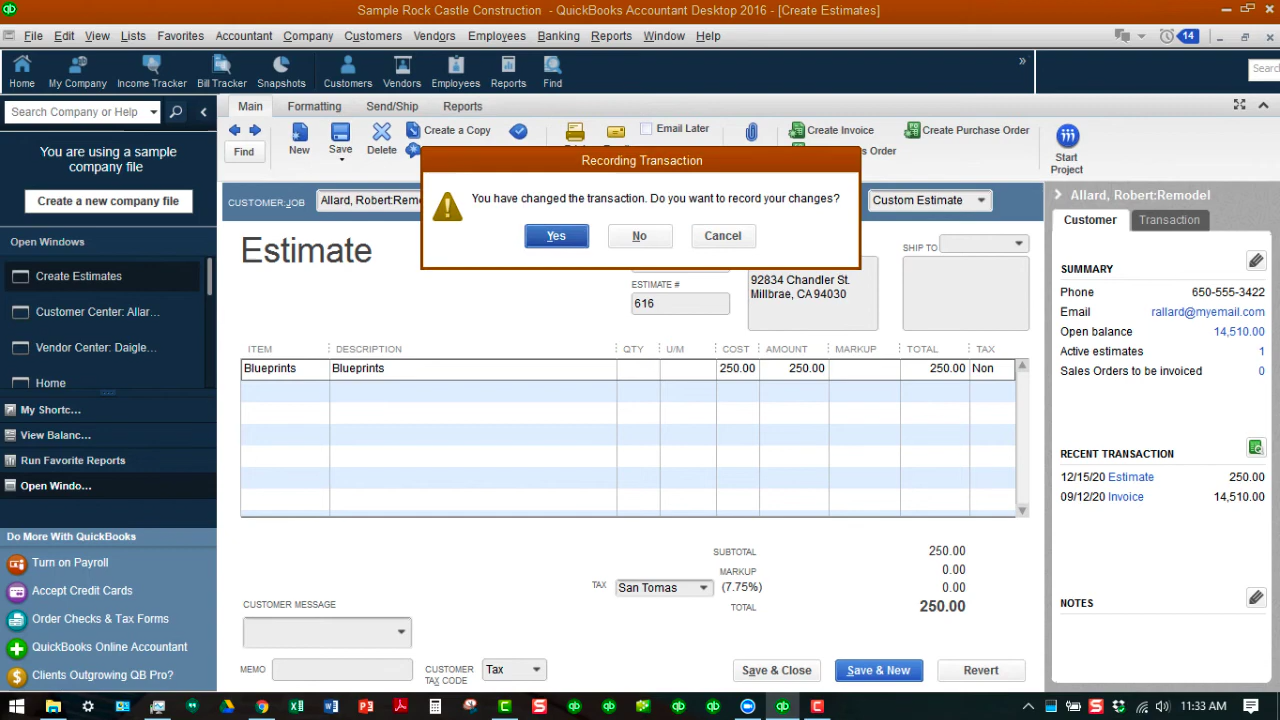 Sample Rock Castle Construction - QuickBooks Accountant Desktop 2016 - [Create Estimates]
File Edit View Lists Favorites Accountant Company Customers Vendors Employees Banking Reports Window Help
14
Home My Company Income Tracker Bill Tracker Snapshots Customers Vendors Employees Reports Find
Search Company or Help
Main Formatting Send/Ship Reports
Find
New Save Delete
Create a Copy
Email Later
Create Invoice
Create Purchase Order
Start
Project
You are using a sample
company file
Create a new company file
Open Windows
Create Estimates
Customer Center: Allar...
Vendor Center: Daigle...
Home
My Shortc...
View Balanc...
Run Favorite Reports
Open Windo...
Do More With QuickBooks
Turn on Payroll
Accept Credit Cards
Order Checks & Tax Forms
QuickBooks Online Accountant
Clients Outgrowing QB Pro?
Recording Transaction
You have changed the transaction. Do you want to record your changes?
Yes No Cancel
CUSTOMER:JOB
Custom Estimate
Estimate
ESTIMATE #
616
92834 Chandler St.
Millbrae, CA 94030
SHIP TO
ITEM DESCRIPTION QTY U/M COST AMOUNT MARKUP TOTAL TAX
Blueprints Blueprints 250.00 250.00 250.00 Non
SUBTOTAL 250.00
MARKUP 0.00
TAX San Tomas (7.75%) 0.00
TOTAL 250.00
CUSTOMER MESSAGE
MEMO
CUSTOMER
TAX CODE
Tax
Save & Close Save & New Revert
Allard, Robert:Remodel
Customer Transaction
SUMMARY
Phone 650-555-3422
Email rallard@myemail.com
Open balance 14,510.00
Active estimates 1
Sales Orders to be invoiced 0
RECENT TRANSACTION
12/15/20 Estimate 250.00
09/12/20 Invoice 14,510.00
NOTES
11:33 AM